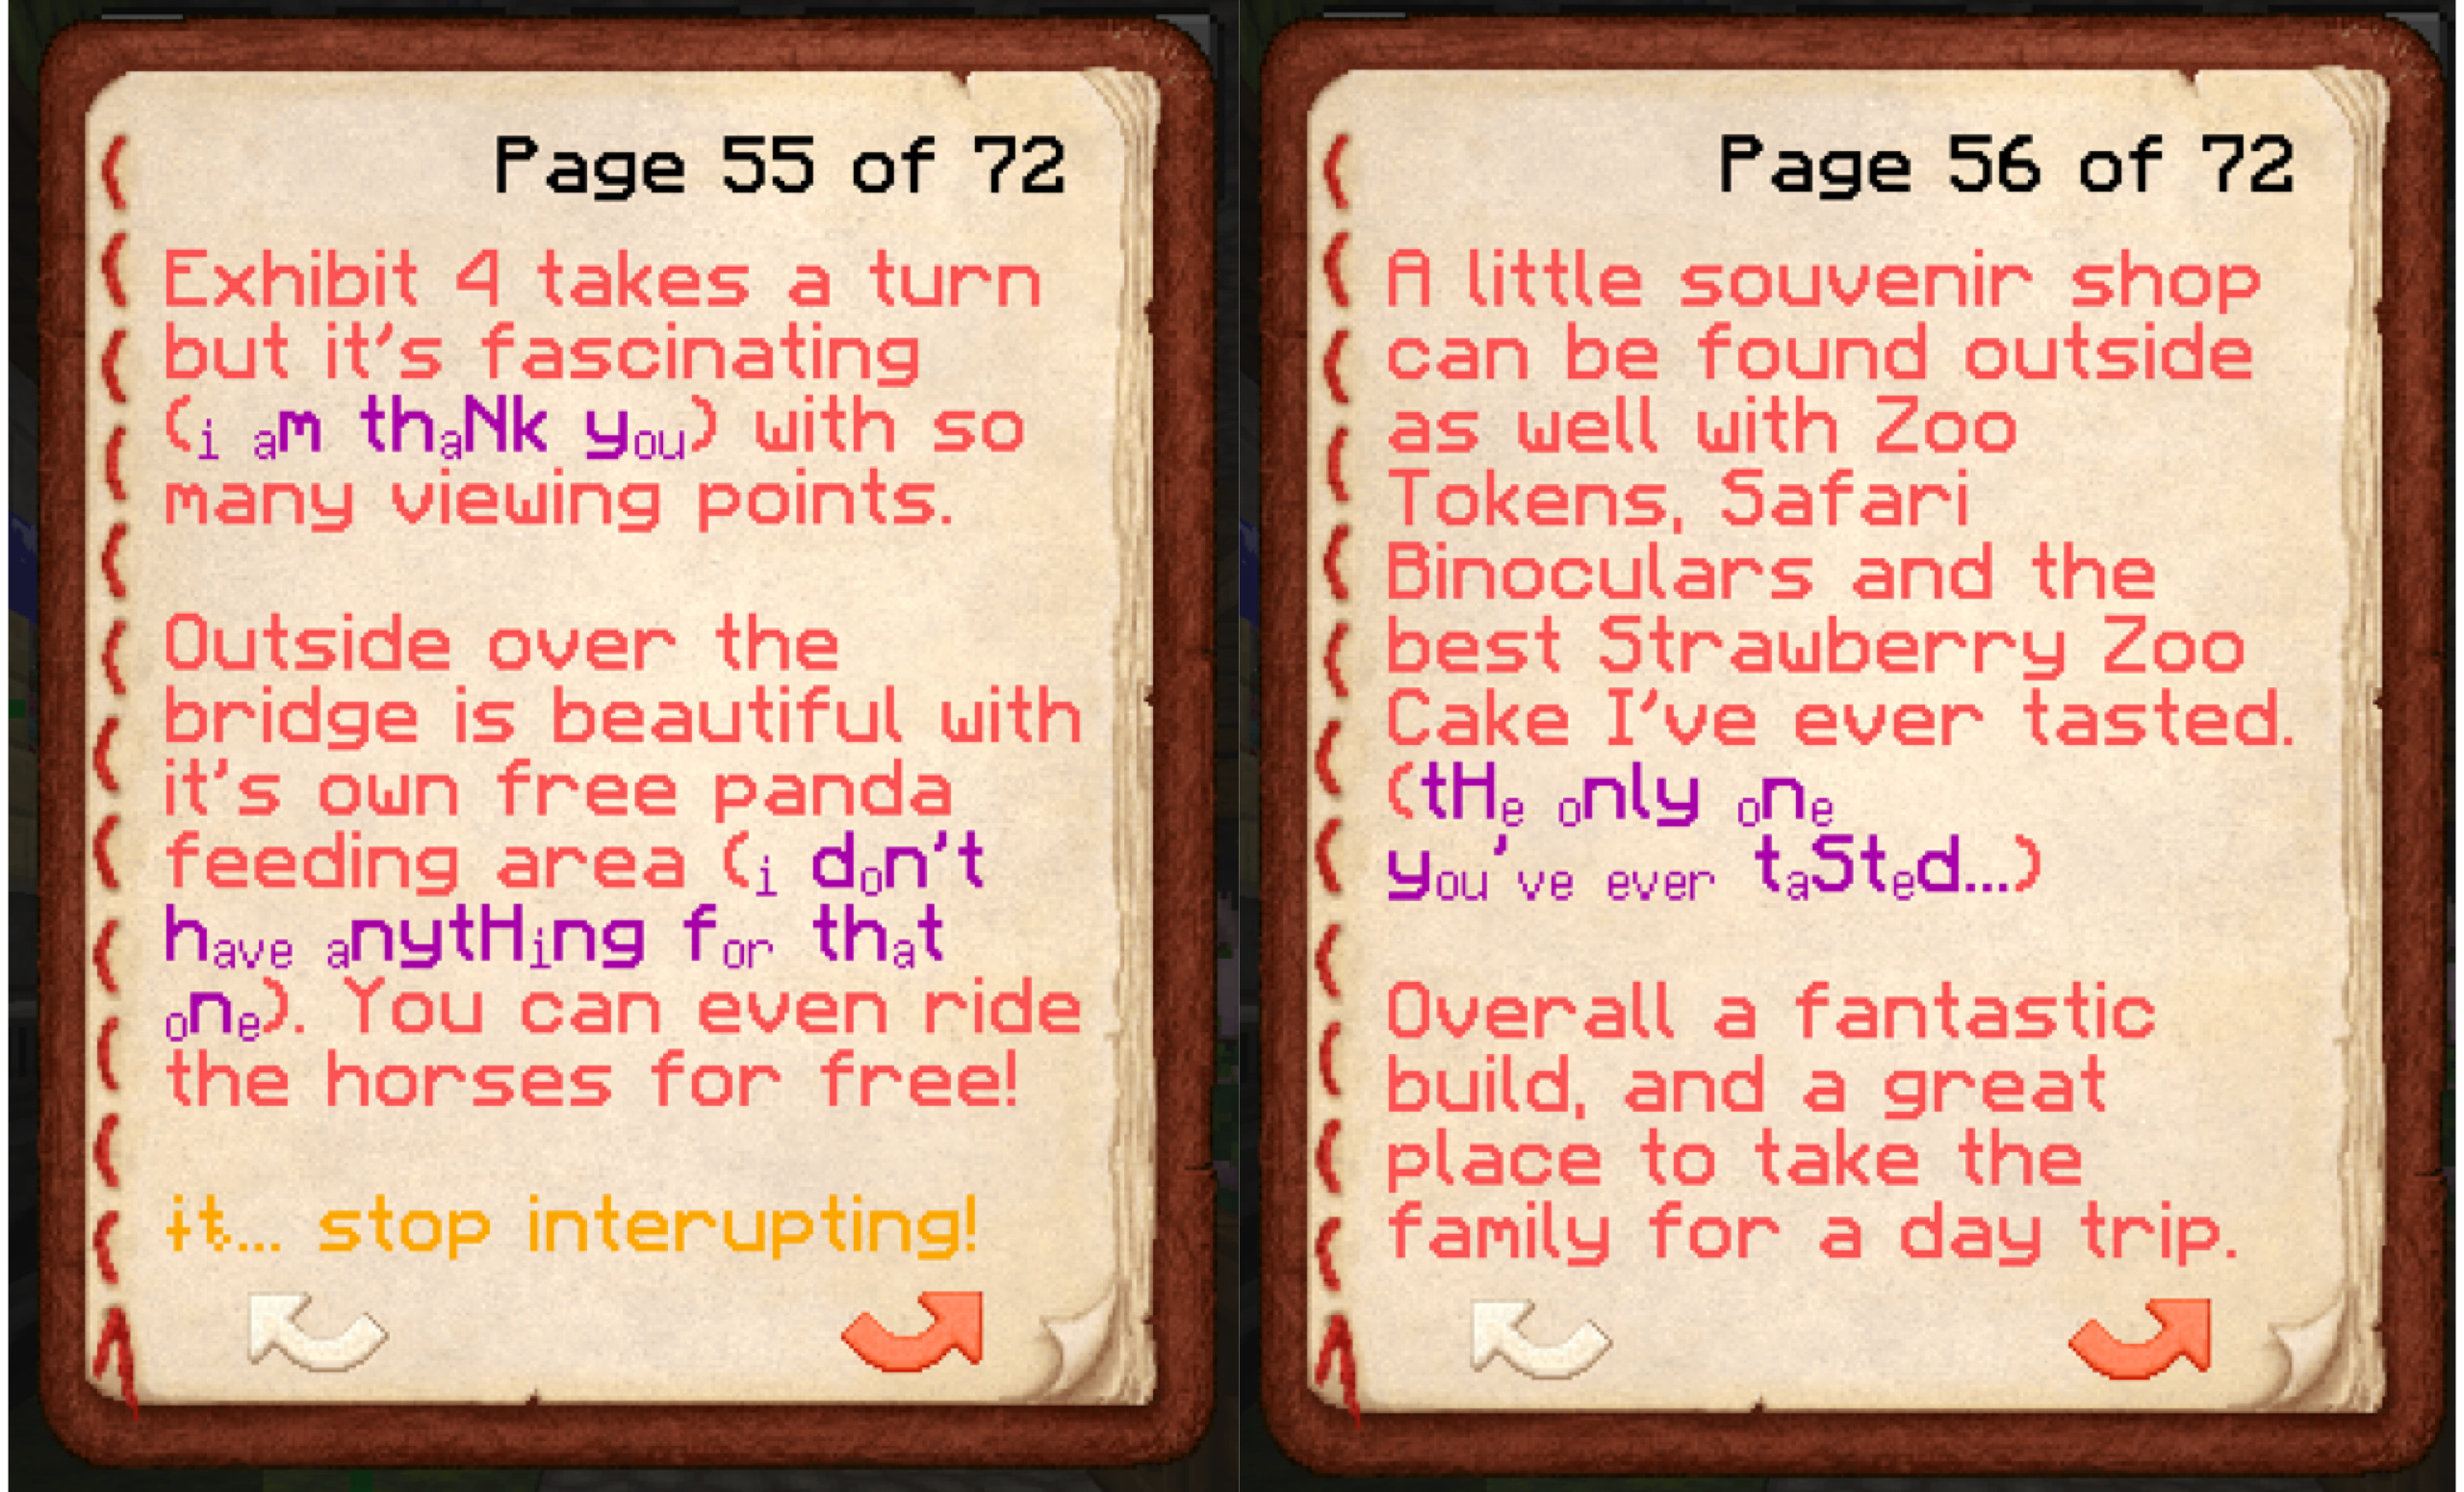 Page 55 of 72
Exhibit 4 takes a turn
but it's fascinating
(i am thaNk you) with so
many viewing points.
Outside over the
bridge is beautiful with
it's own free panda
feeding area (i don't
have anytHing for that
one). You can even ride
the horses for free!
it... stop interupting!
Page 56 of 72
A little souvenir shop
can be found outside
as well with Zoo
Tokens, Safari
Binoculars and the
best Strawberry Zoo
Cake I've ever tasted.
(tHe only one
you've ever taSted...)
Overall a fantastic
build, and a great
place to take the
family for a day trip.